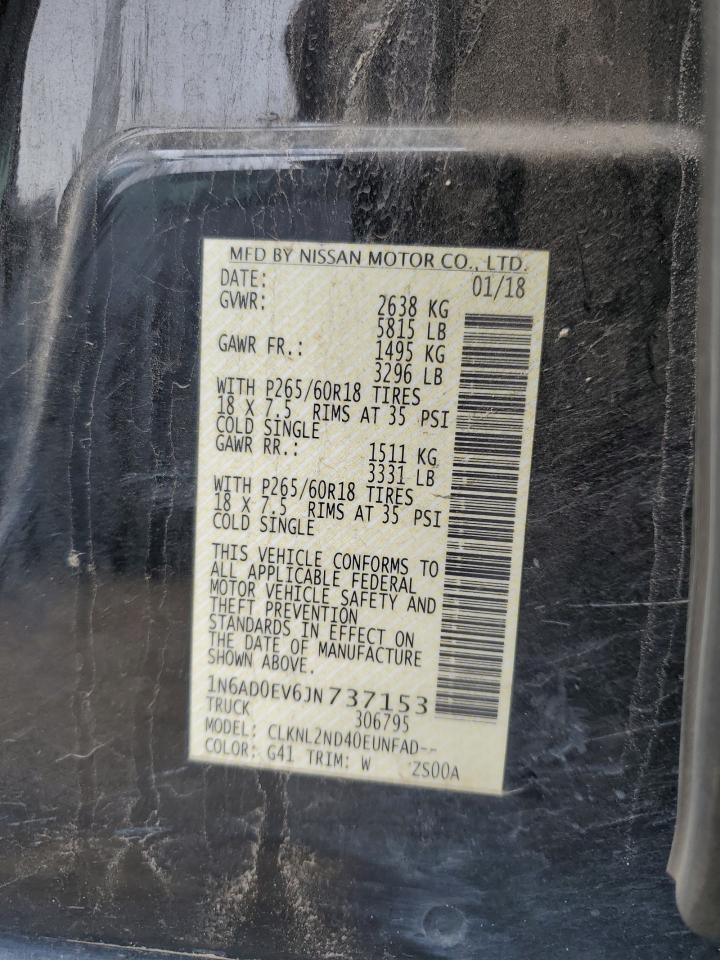 MFD BY NISSAN MOTOR CO., LTD.
DATE: 01/18
GVWR: 2638 KG
5815 LB
GAWR FR.: 1495 KG
3296 LB
WITH P265/60R18 TIRES
18 X 7.5 RIMS AT 35 PSI
COLD SINGLE
GAWR RR.: 1511 KG
3331 LB
WITH P265/60R18 TIRES
18 X 7.5 RIMS AT 35 PSI
COLD SINGLE
THIS VEHICLE CONFORMS TO
ALL APPLICABLE FEDERAL
MOTOR VEHICLE SAFETY AND
THEFT PREVENTION
STANDARDS IN EFFECT ON
THE DATE OF MANUFACTURE
SHOWN ABOVE.
1N6AD0EV6JN737153
TRUCK 306795
MODEL: CLKNL2ND40EUNFAD--
COLOR: G41 TRIM: W ZS00A